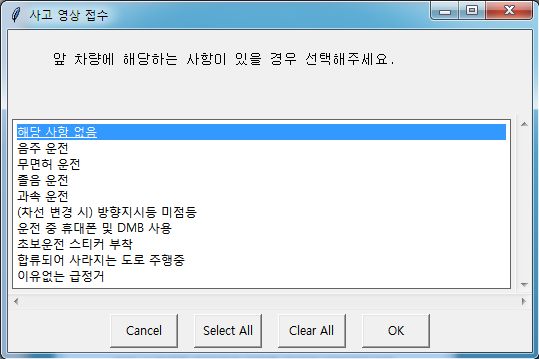 사고 영상 접수
앞 차량에 해당하는 사항이 있을 경우 선택해주세요.
해당 사항 없음
음주 운전
무면허 운전
졸음 운전
과속 운전
(차선 변경 시) 방향지시등 미점등
운전 중 휴대폰 및 DMB 사용
초보운전 스티커 부착
합류되어 사라지는 도로 주행중
이유없는 급정거
Cancel Select All Clear All OK